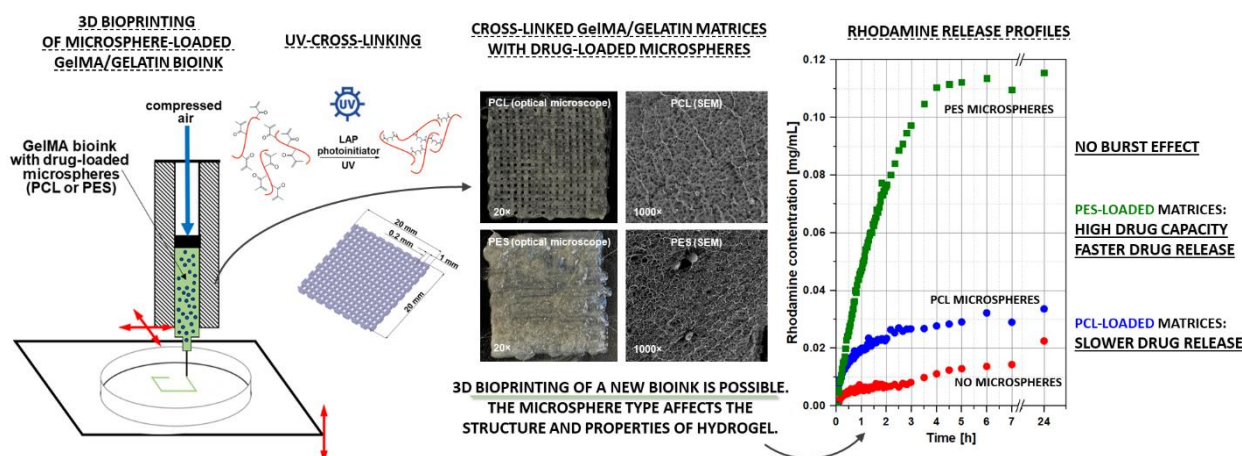 3D BIOPRINTING
OF MICROSPHERE-LOADED
GelMA/GELATIN BIOINK
compressed
air
GelMA bioink
with drug-loaded
microspheres
(PCL or PES)
UV-CROSS-LINKING
UV
LAP
photoinitiator
UV
20 mm
0.2 mm
1 mm
20 mm
CROSS-LINKED GelMA/GELATIN MATRICES
WITH DRUG-LOADED MICROSPHERES
PCL (optical microscope)
20×
PCL (SEM)
1000×
PES (optical microscope)
20×
PES (SEM)
1000×
3D BIOPRINTING OF A NEW BIOINK IS POSSIBLE.
THE MICROSPHERE TYPE AFFECTS THE
STRUCTURE AND PROPERTIES OF HYDROGEL.
RHODAMINE RELEASE PROFILES
Rhodamine concentration [mg/mL]
0.12
0.10
0.08
0.06
0.04
0.02
0.00
PES MICROSPHERES
PCL MICROSPHERES
NO MICROSPHERES
0 1 2 3 4 5 6 7 24
Time [h]
NO BURST EFFECT
PES-LOADED MATRICES:
HIGH DRUG CAPACITY
FASTER DRUG RELEASE
PCL-LOADED MATRICES:
SLOWER DRUG RELEASE